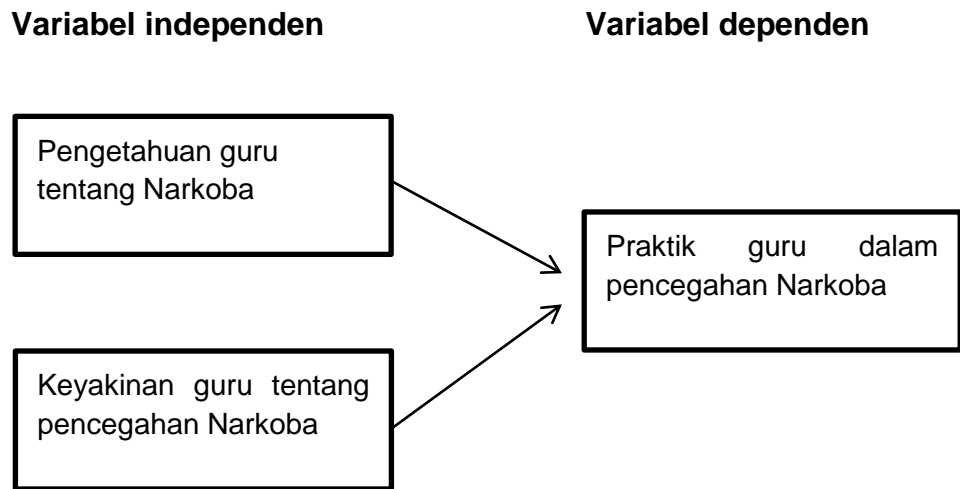 Variabel independen
Variabel dependen
Pengetahuan guru
tentang Narkoba
Praktik guru dalam
pencegahan Narkoba
Keyakinan guru tentang
pencegahan Narkoba